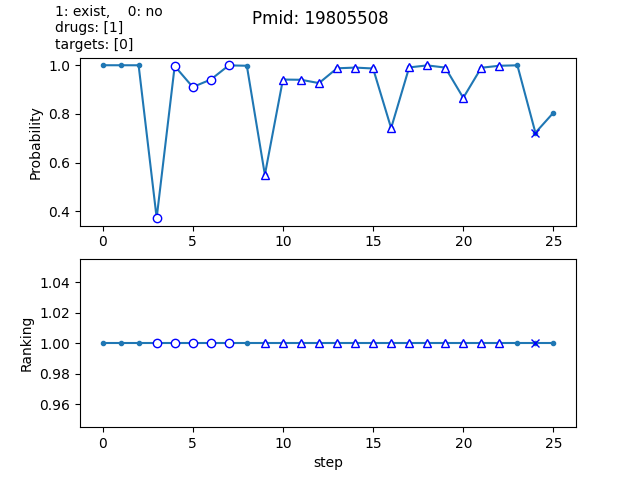 1: exist,    0: no
drugs: [1]
targets: [0]
Pmid: 19805508
1.0
0.8
0.6
0.4
Probability
0 5 10 15 20 25
1.04
1.02
1.00
0.98
0.96
Ranking
0 5 10 15 20 25
step